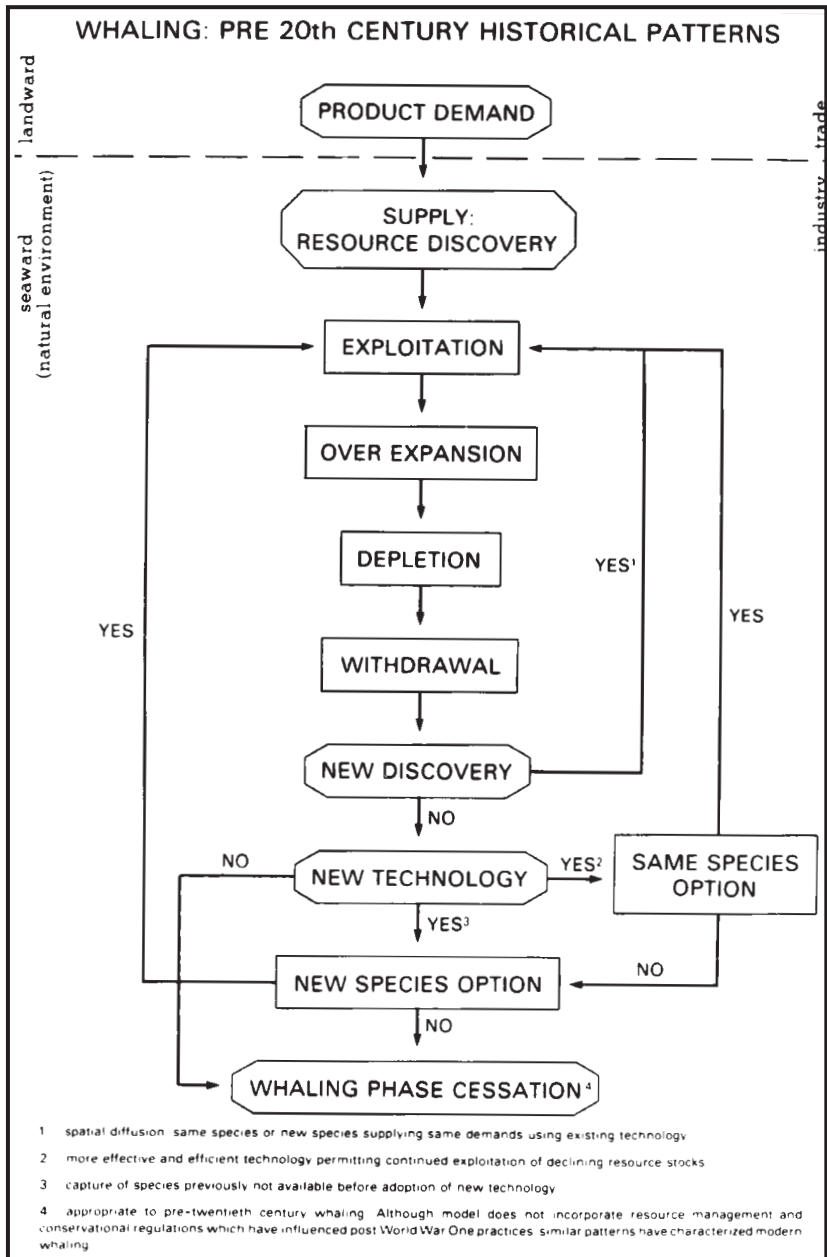 WHALING: PRE 20th CENTURY HISTORICAL PATTERNS
landward
trade
PRODUCT DEMAND
seaward
(natural environment)
industry
SUPPLY:
RESOURCE DISCOVERY
EXPLOITATION
OVER EXPANSION
DEPLETION
YES¹
YES
YES
WITHDRAWAL
NEW DISCOVERY
NO
NO
NEW TECHNOLOGY
YES²
SAME SPECIES
OPTION
YES³
NO
NEW SPECIES OPTION
NO
WHALING PHASE CESSATION⁴
1 spatial diffusion same species or new species supplying same demands using existing technology
2 more effective and efficient technology permitting continued exploitation of declining resource stocks
3 capture of species previously not available before adoption of new technology
4 appropriate to pre-twentieth century whaling. Although model does not incorporate resource management and
conservational regulations which have influenced post World War One practices similar patterns have characterized modern
whaling